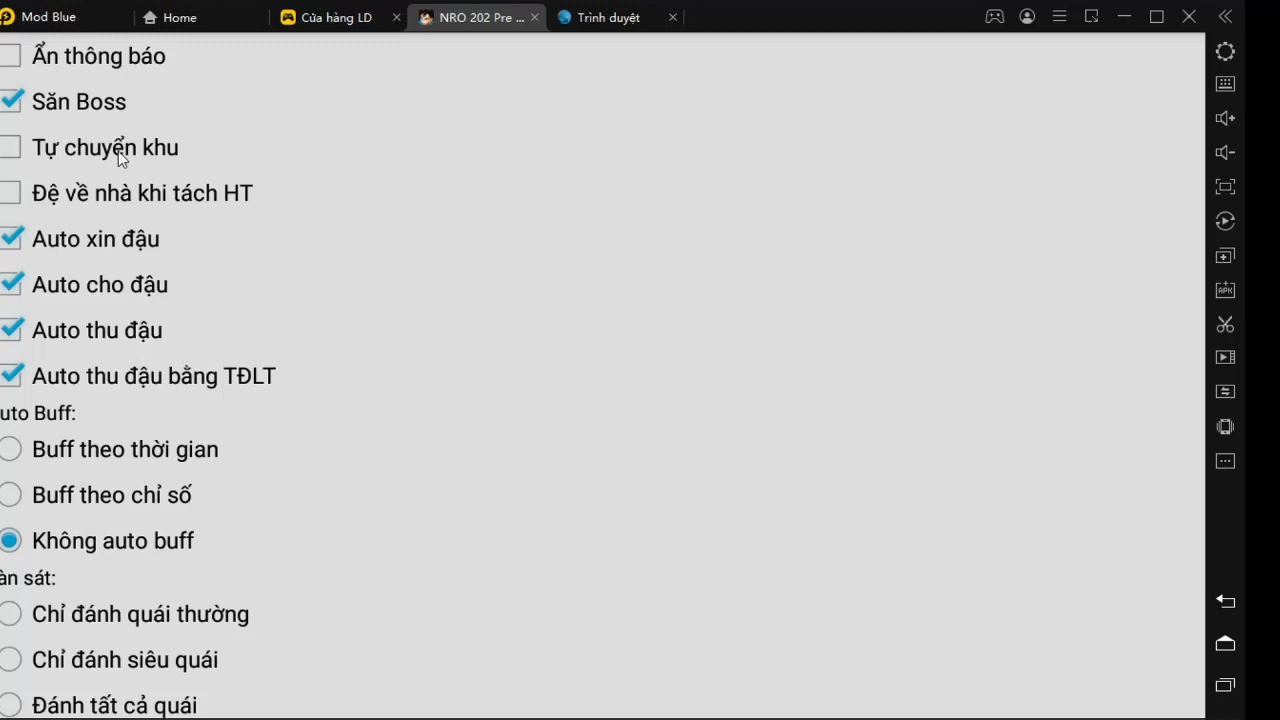 Mod Blue
Home
Cửa hàng LD
NRO 202 Pre ...
Trình duyệt
Ẩn thông báo
Săn Boss
Tự chuyển khu
Đệ về nhà khi tách HT
Auto xin đậu
Auto cho đậu
Auto thu đậu
Auto thu đậu bằng TĐLT
uto Buff:
Buff theo thời gian
Buff theo chỉ số
Không auto buff
àn sát:
Chỉ đánh quái thường
Chỉ đánh siêu quái
Đánh tất cả quái
APK